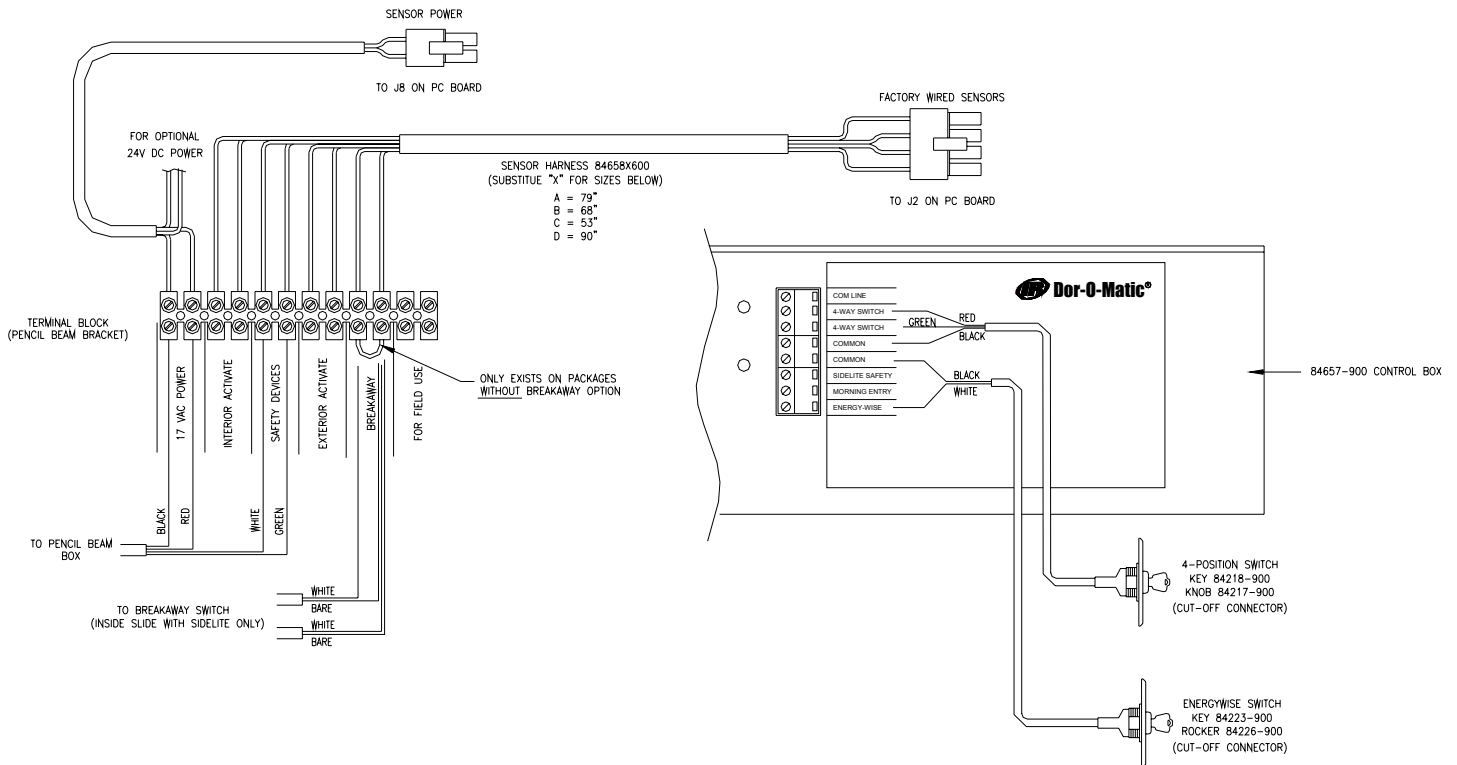 SENSOR POWER
TO J8 ON PC BOARD
FOR OPTIONAL
24V DC POWER
FACTORY WIRED SENSORS
SENSOR HARNESS 84658X600
(SUBSTITUE "X" FOR SIZES BELOW)
A = 79"
B = 68"
C = 53"
D = 90"
TO J2 ON PC BOARD
TERMINAL BLOCK
(PENCIL BEAM BRACKET)
17 VAC POWER
INTERIOR ACTIVATE
SAFETY DEVICES
EXTERIOR ACTIVATE
BREAKAWAY
FOR FIELD USE
ONLY EXISTS ON PACKAGES
WITHOUT BREAKAWAY OPTION
BLACK
RED
WHITE
GREEN
TO PENCIL BEAM
BOX
TO BREAKAWAY SWITCH
(INSIDE SLIDE WITH SIDELITE ONLY)
WHITE
BARE
WHITE
BARE
IR Dor-O-Matic®
COM LINE
4-WAY SWITCH
4-WAY SWITCH
COMMON
COMMON
SIDELITE SAFETY
MORNING ENTRY
ENERGY-WISE
RED
GREEN
BLACK
BLACK
WHITE
84657-900 CONTROL BOX
4-POSITION SWITCH
KEY 84218-900
KNOB 84217-900
(CUT-OFF CONNECTOR)
ENERGYWISE SWITCH
KEY 84223-900
ROCKER 84226-900
(CUT-OFF CONNECTOR)